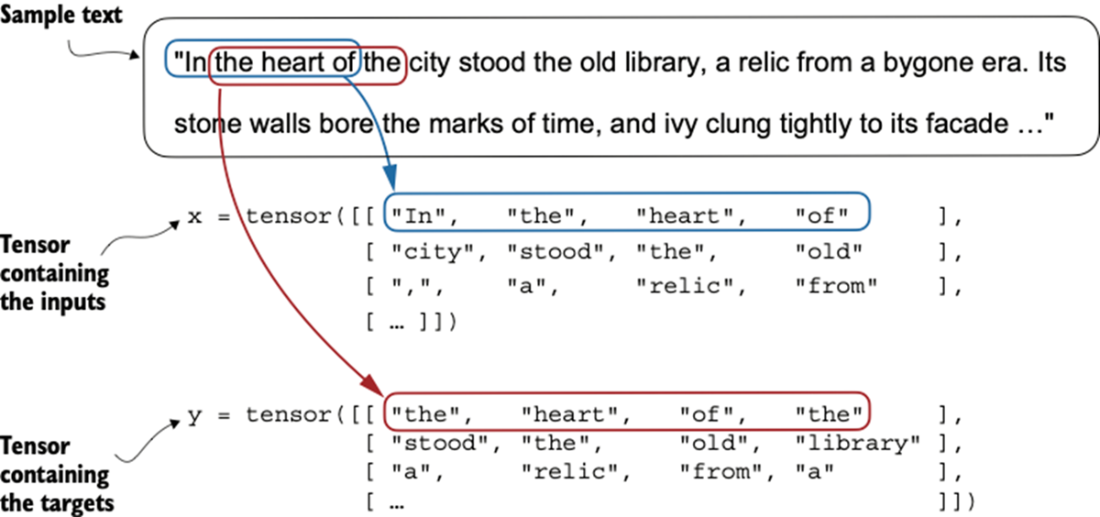 Sample text
"In the heart of the city stood the old library, a relic from a bygone era. Its
stone walls bore the marks of time, and ivy clung tightly to its facade …"
x = tensor([[ "In", "the", "heart", "of" ],
[ "city", "stood", "the", "old" ],
[ ",", "a", "relic", "from" ],
[ … ]])
Tensor
containing
the inputs
y = tensor([[ "the", "heart", "of", "the" ],
[ "stood", "the", "old", "library" ],
[ "a", "relic", "from", "a" ],
[ … ]])
Tensor
containing
the targets